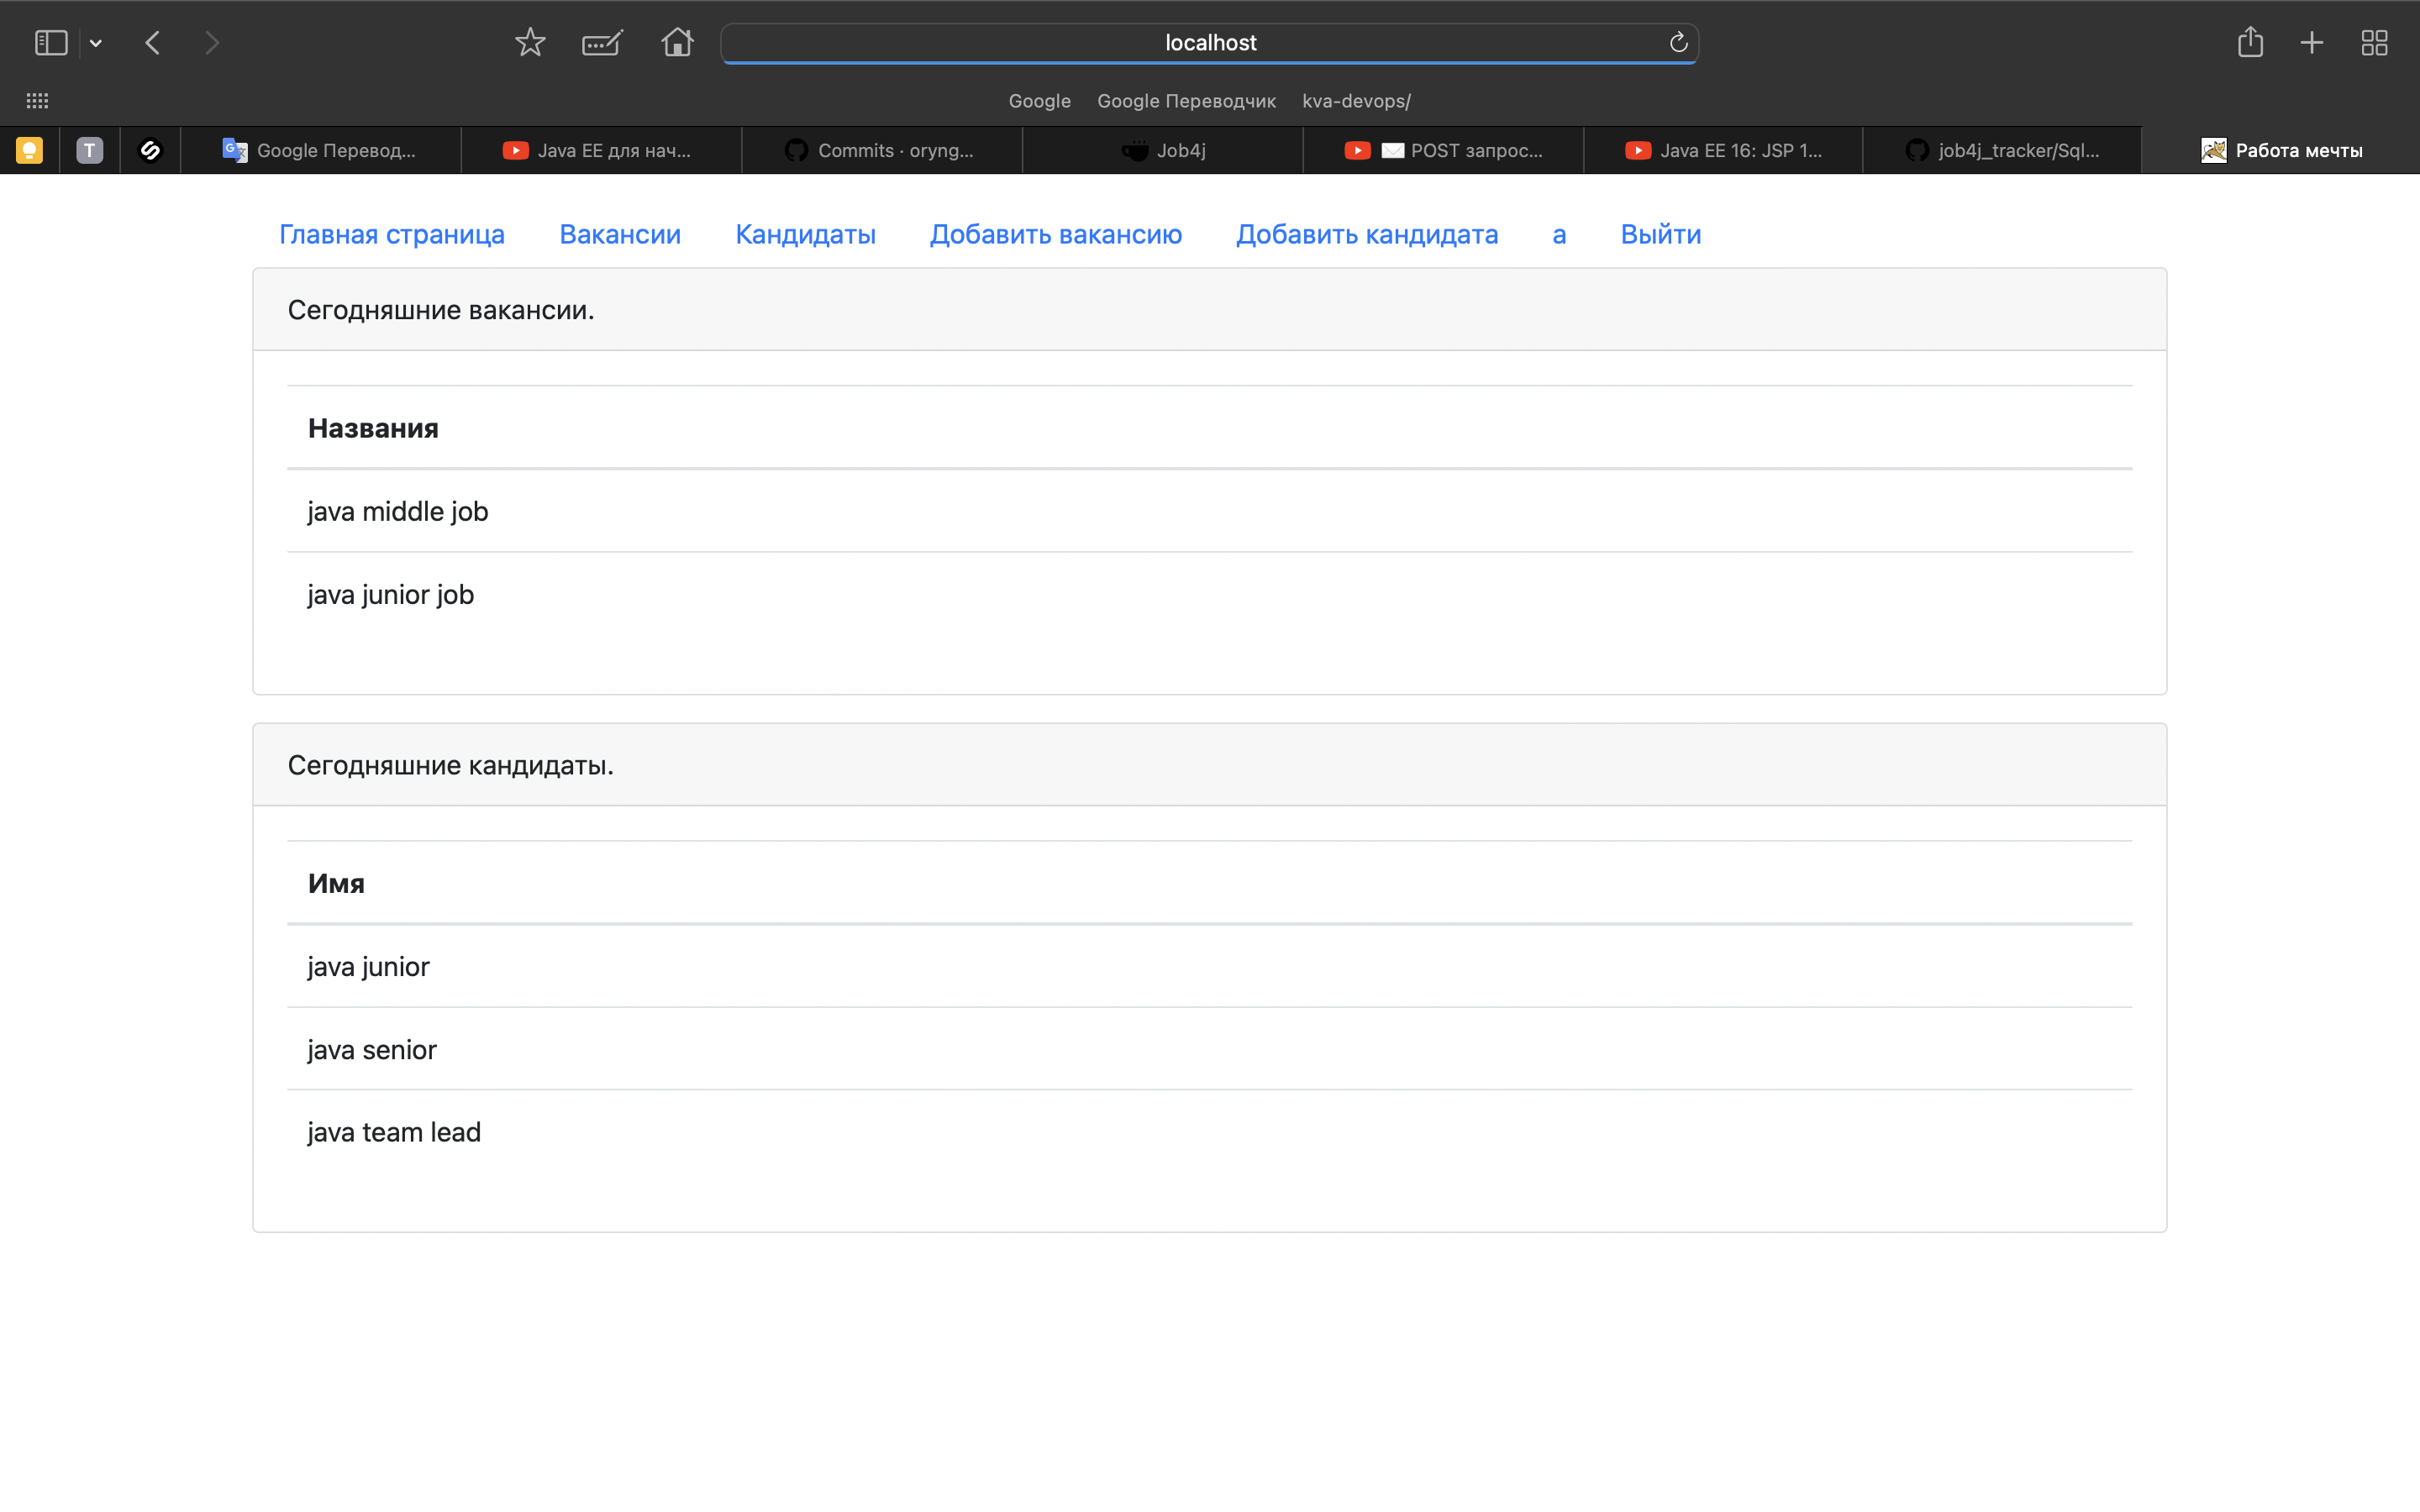 localhost
Google Google Переводчик kva-devops/
T Google Перевод... Java EE для нач... Commits · oryng... Job4j POST запрос... Java EE 16: JSP 1... job4j_tracker/Sql... Работа мечты
Главная страница Вакансии Кандидаты Добавить вакансию Добавить кандидата a Выйти
Сегодняшние вакансии.
Названия
java middle job
java junior job
Сегодняшние кандидаты.
Имя
java junior
java senior
java team lead